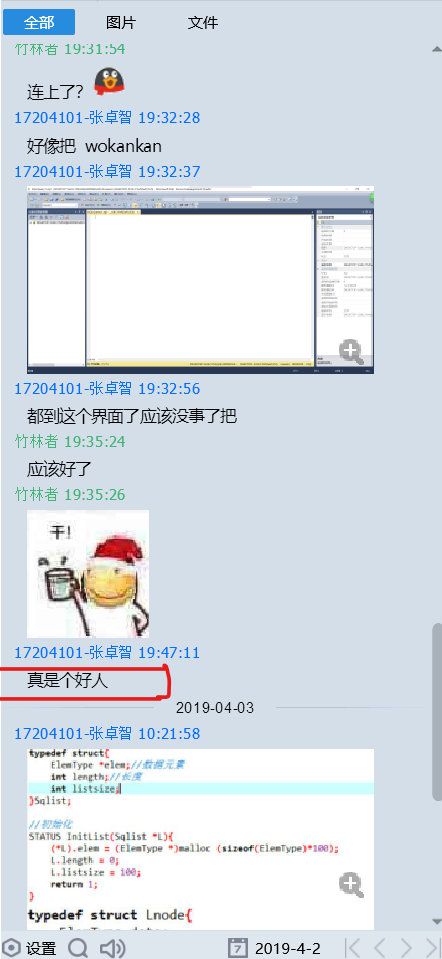 全部 图片 文件
竹林者 19:31:54
连上了?
17204101-张卓智 19:32:28
好像把 wokankan
17204101-张卓智 19:32:37
17204101-张卓智 19:32:56
都到这个界面了应该没事了把
竹林者 19:35:24
应该好了
竹林者 19:35:26
干!
17204101-张卓智 19:47:11
真是个好人
2019-04-03
17204101-张卓智 10:21:58
typedef struct{
ElemType *elem;//数据元素
int length;//长度
int listsize;
}Sqlist;
//初始化
STATUS InitList(Sqlist *L){
(*L).elem = (ElemType *)malloc (sizeof(ElemType)*100);
L.length = 0;
L.listsize = 100;
return 1;
}
typedef struct Lnode{
设置 7 2019-4-2